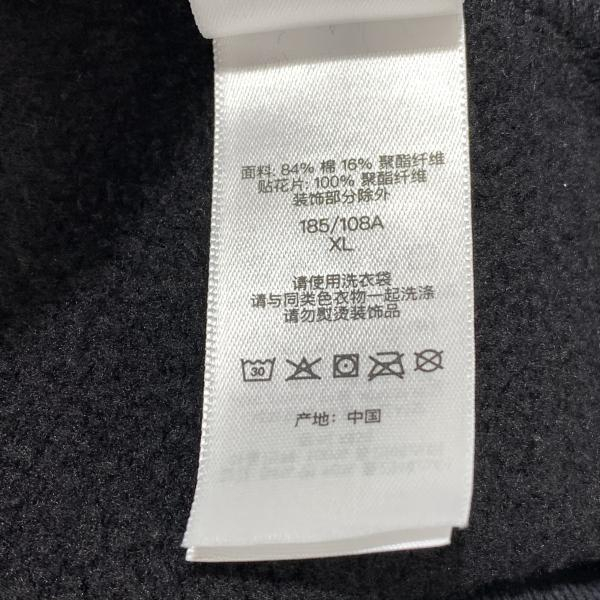 面料: 84% 棉 16% 聚酯纤维
贴花片: 100% 聚酯纤维
装饰部分除外
185/108A
XL
请使用洗衣袋
请与同类色衣物一起洗涤
请勿熨烫装饰品
30
产地: 中国